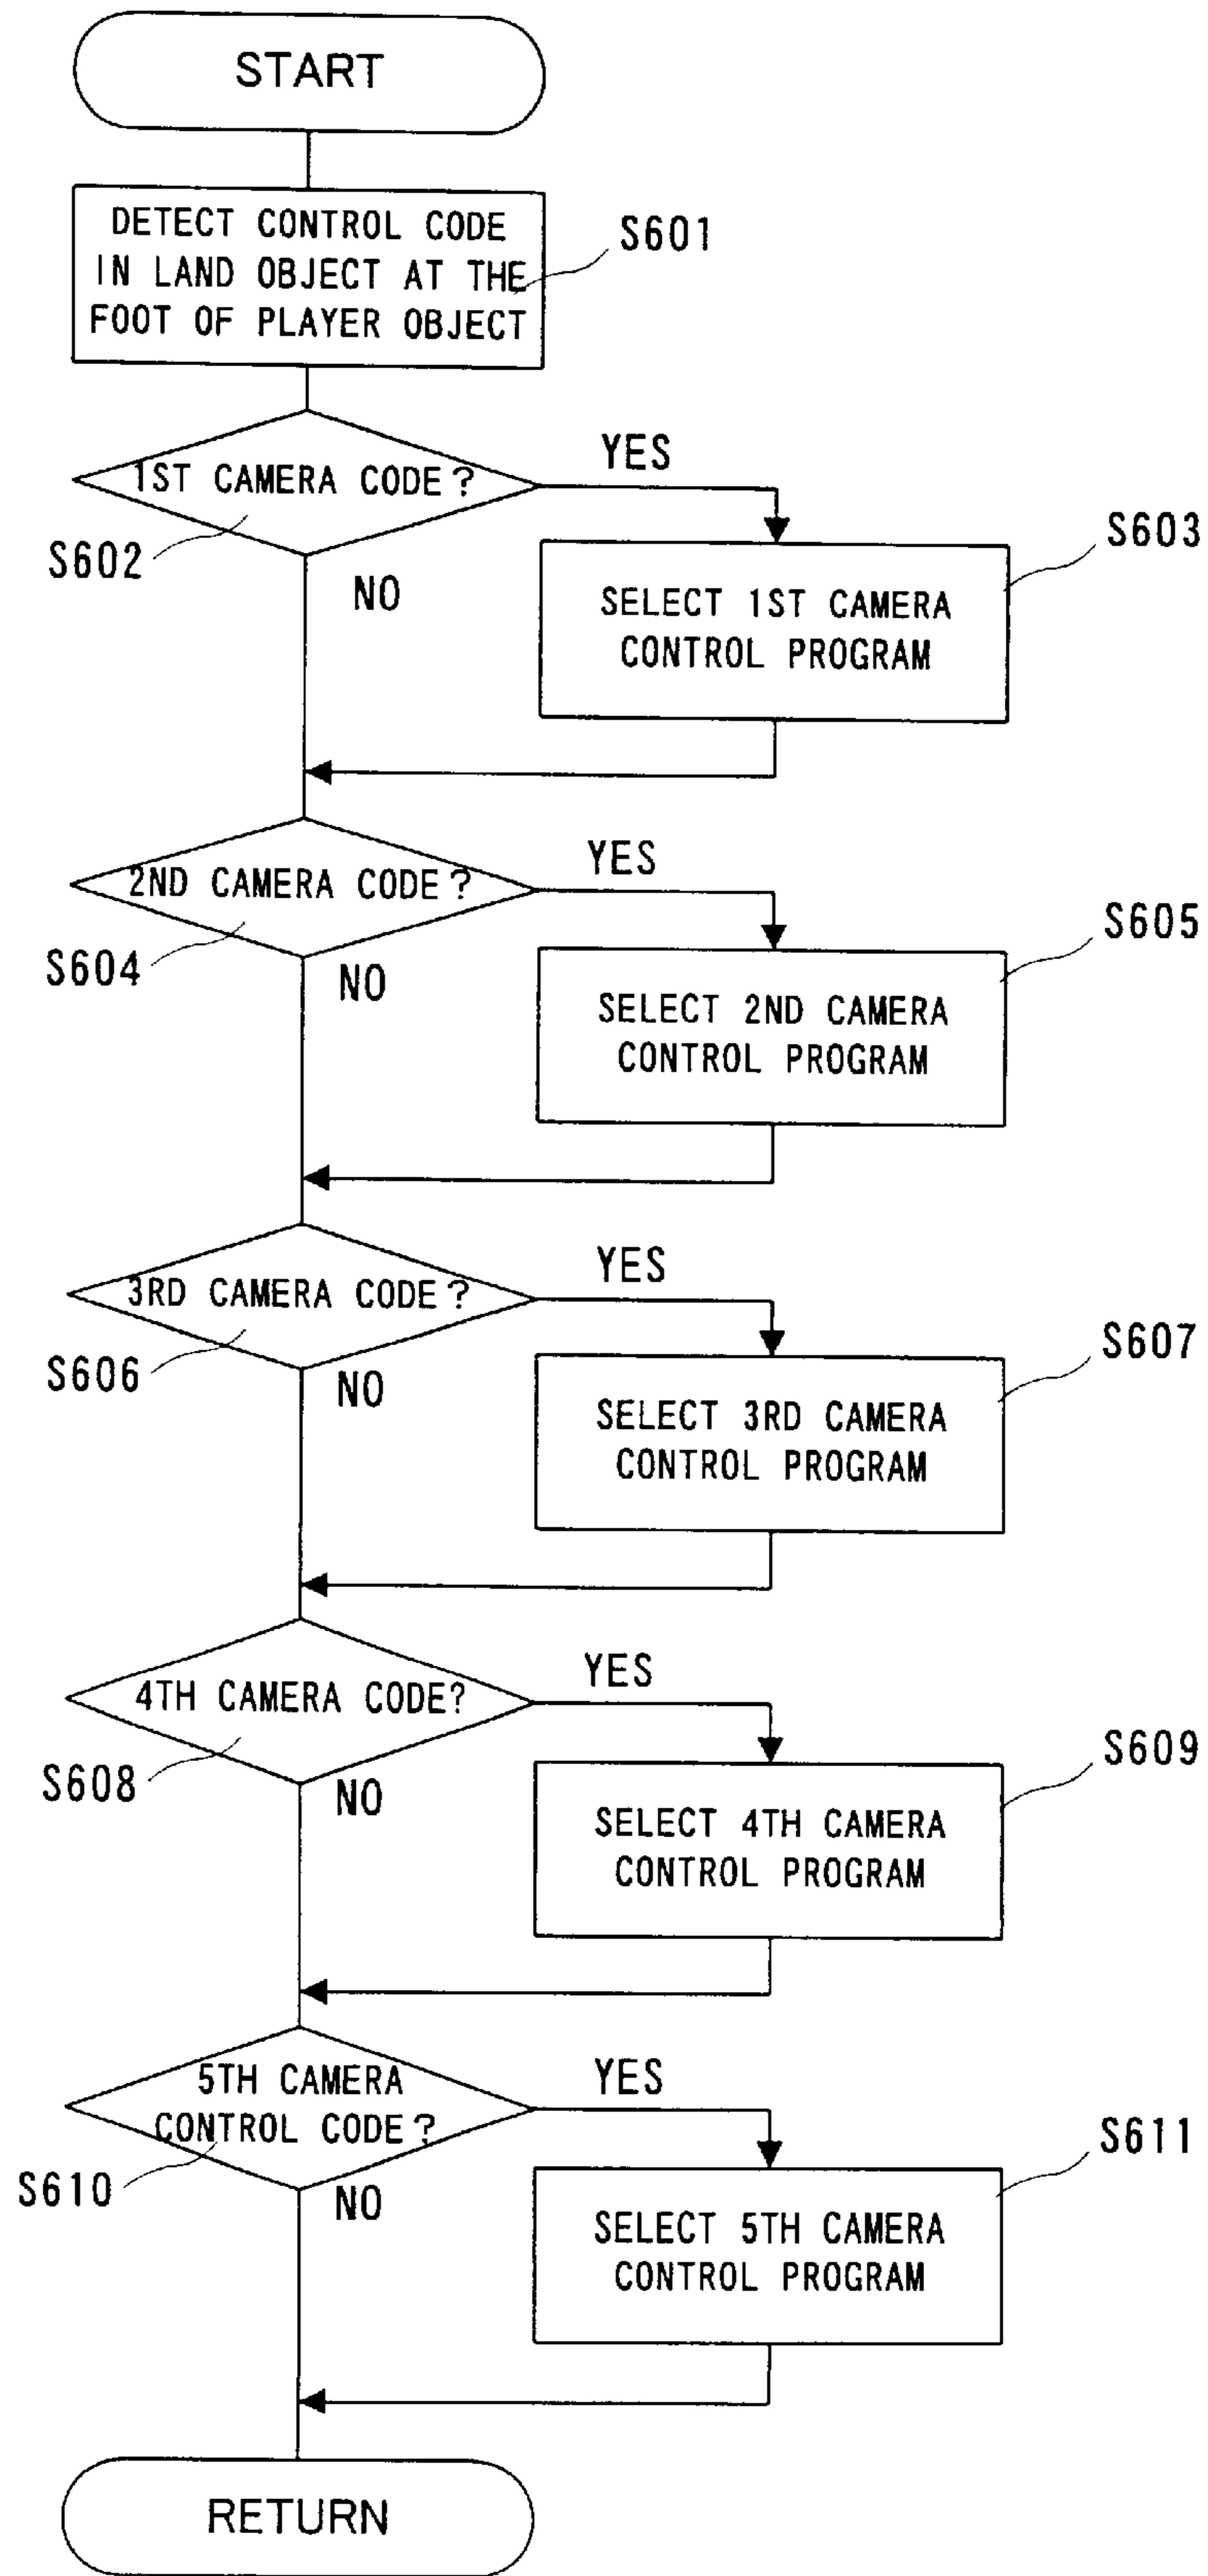 START
DETECT CONTROL CODE
IN LAND OBJECT AT THE
FOOT OF PLAYER OBJECT
S601
1ST CAMERA CODE?
YES
S602
NO
S603
SELECT 1ST CAMERA
CONTROL PROGRAM
2ND CAMERA CODE?
YES
S604
NO
S605
SELECT 2ND CAMERA
CONTROL PROGRAM
3RD CAMERA CODE?
YES
S606
NO
S607
SELECT 3RD CAMERA
CONTROL PROGRAM
4TH CAMERA CODE?
YES
S608
NO
S609
SELECT 4TH CAMERA
CONTROL PROGRAM
5TH CAMERA
CONTROL CODE?
YES
S610
NO
S611
SELECT 5TH CAMERA
CONTROL PROGRAM
RETURN